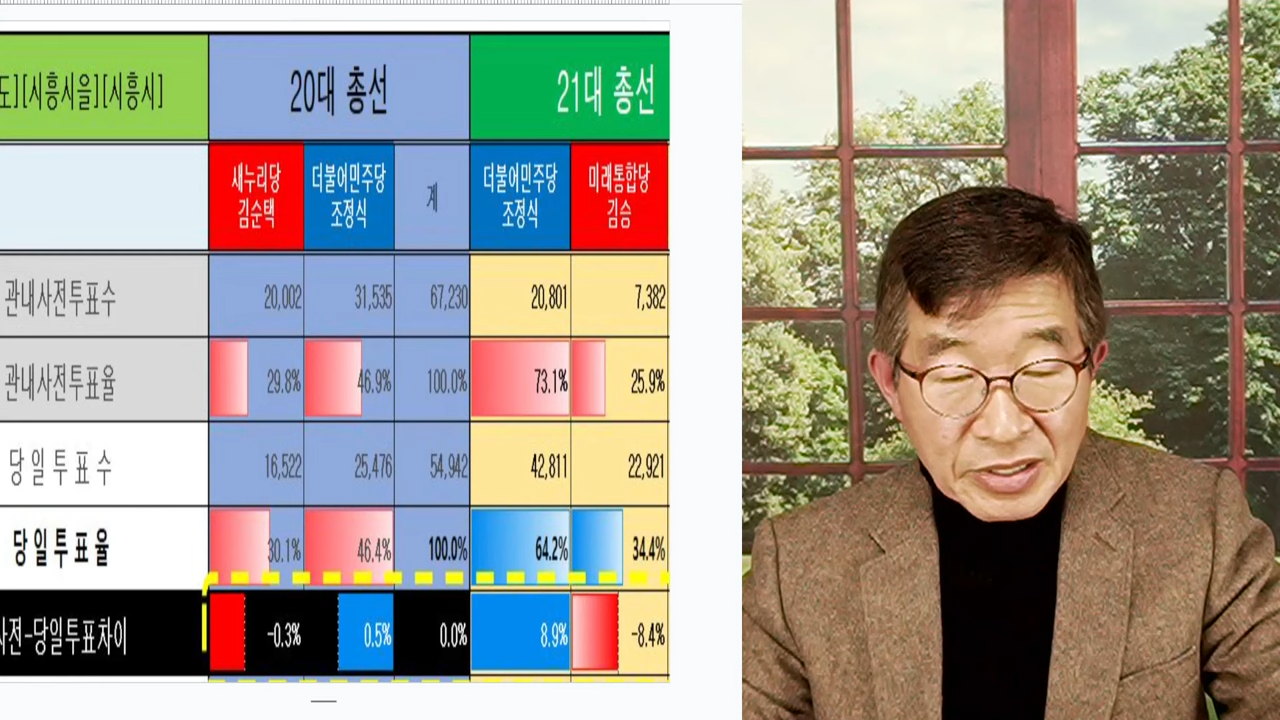 도][시흥시을][시흥시]
20대 총선
21대 총선
새누리당
김순택
더불어민주당
조정식
계
더불어민주당
조정식
미래통합당
김승
관내사전투표수
20,002
31,535
67,230
20,801
7,382
관내사전투표율
29.8%
46.9%
100.0%
73.1%
25.9%
당 일 투 표 수
16,522
25,476
54,942
42,811
22,921
당 일 투 표 율
30.1%
46.4%
100.0%
64.2%
34.4%
사전-당일투표차이
-0.3%
0.5%
0.0%
8.9%
-8.4%